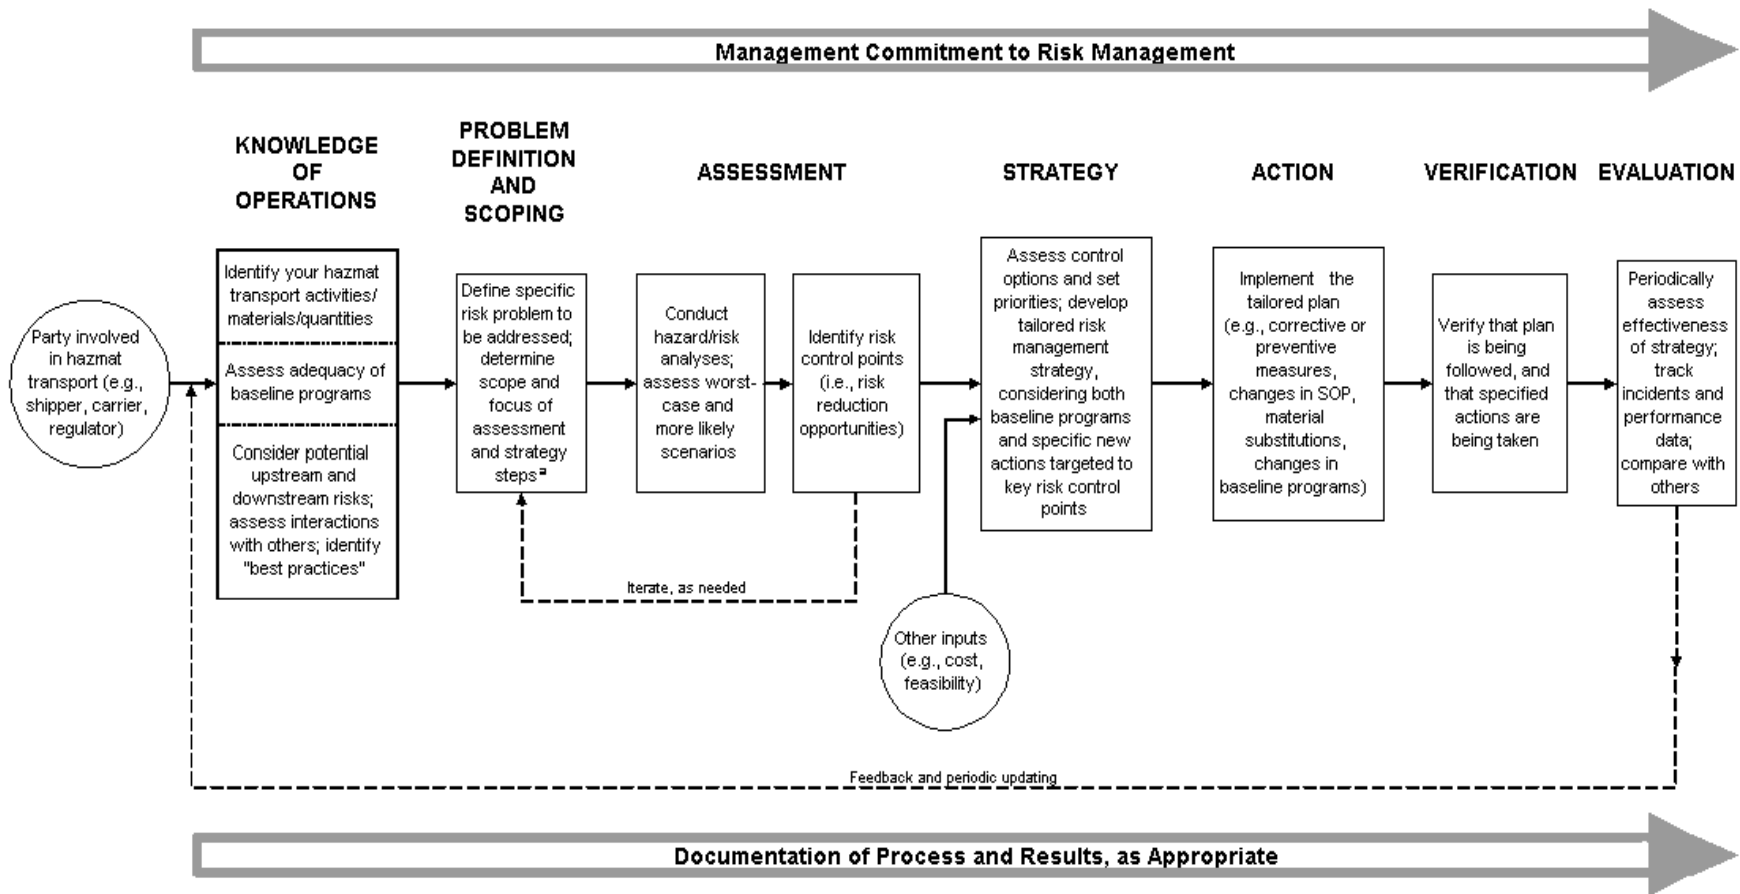 Management Commitment to Risk Management
KNOWLEDGE
OF
OPERATIONS
PROBLEM
DEFINITION
AND
SCOPING
ASSESSMENT
STRATEGY
ACTION
VERIFICATION
EVALUATION
Party involved
in hazmat
transport (e.g.,
shipper, carrier,
regulator)
Identify your hazmat
transport activities/
materials/quantities
Assess adequacy of
baseline programs
Consider potential
upstream and
downstream risks;
assess interactions
with others; identify
"best practices"
Define specific
risk problem to
be addressed;
determine
scope and
focus of
assessment
and strategy
steps a
Conduct
hazard/risk
analyses;
assess worst-
case and
more likely
scenarios
Identify risk
control points
(i.e., risk
reduction
opportunities)
Assess control
options and set
priorities; develop
tailored risk
management
strategy,
considering both
baseline programs
and specific new
actions targeted to
key risk control
points
Implement the
tailored plan
(e.g., corrective or
preventive
measures,
changes in SOP,
material
substitutions,
changes in
baseline programs)
Verify that plan
is being
followed, and
that specified
actions are
being taken
Periodically
assess
effectiveness
of strategy;
track
incidents and
performance
data;
compare with
others
Iterate, as needed
Other inputs
(e.g., cost,
feasibility)
Feedback and periodic updating
Documentation of Process and Results, as Appropriate